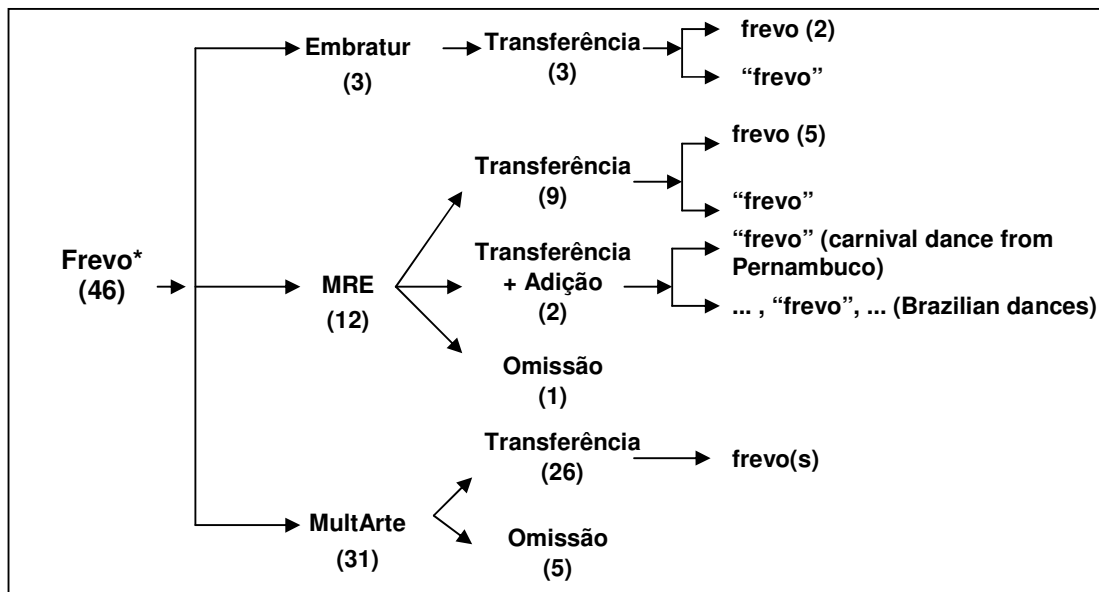 Frevo*
(46)
Embratur
(3)
Transferência
(3)
frevo (2)
“frevo”
MRE
(12)
Transferência
(9)
frevo (5)
“frevo”
Transferência
+ Adição
(2)
“frevo” (carnival dance from
Pernambuco)
... , “frevo”, ... (Brazilian dances)
Omissão
(1)
MultArte
(31)
Transferência
(26)
frevo(s)
Omissão
(5)